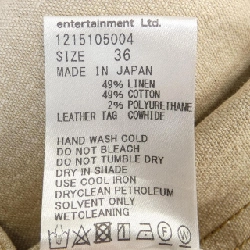 entertainment Ltd.
1215105004
SIZE 36
MADE IN JAPAN
49% LINEN
49% COTTON
2% POLYURETHANE
LEATHER TAG COWHIDE
HAND WASH COLD
DO NOT BLEACH
DO NOT TUMBLE DRY
DRY IN SHADE
USE COOL IRON
DRYCLEAN PETROLEUM
SOLVENT ONLY
WETCLEANING